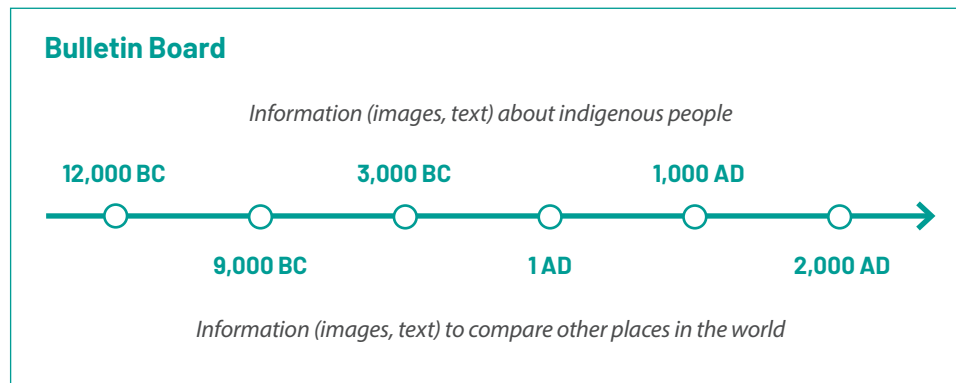 Bulletin Board
Information (images, text) about indigenous people
12,000 BC
3,000 BC
1,000 AD
9,000 BC
1 AD
2,000 AD
Information (images, text) to compare other places in the world